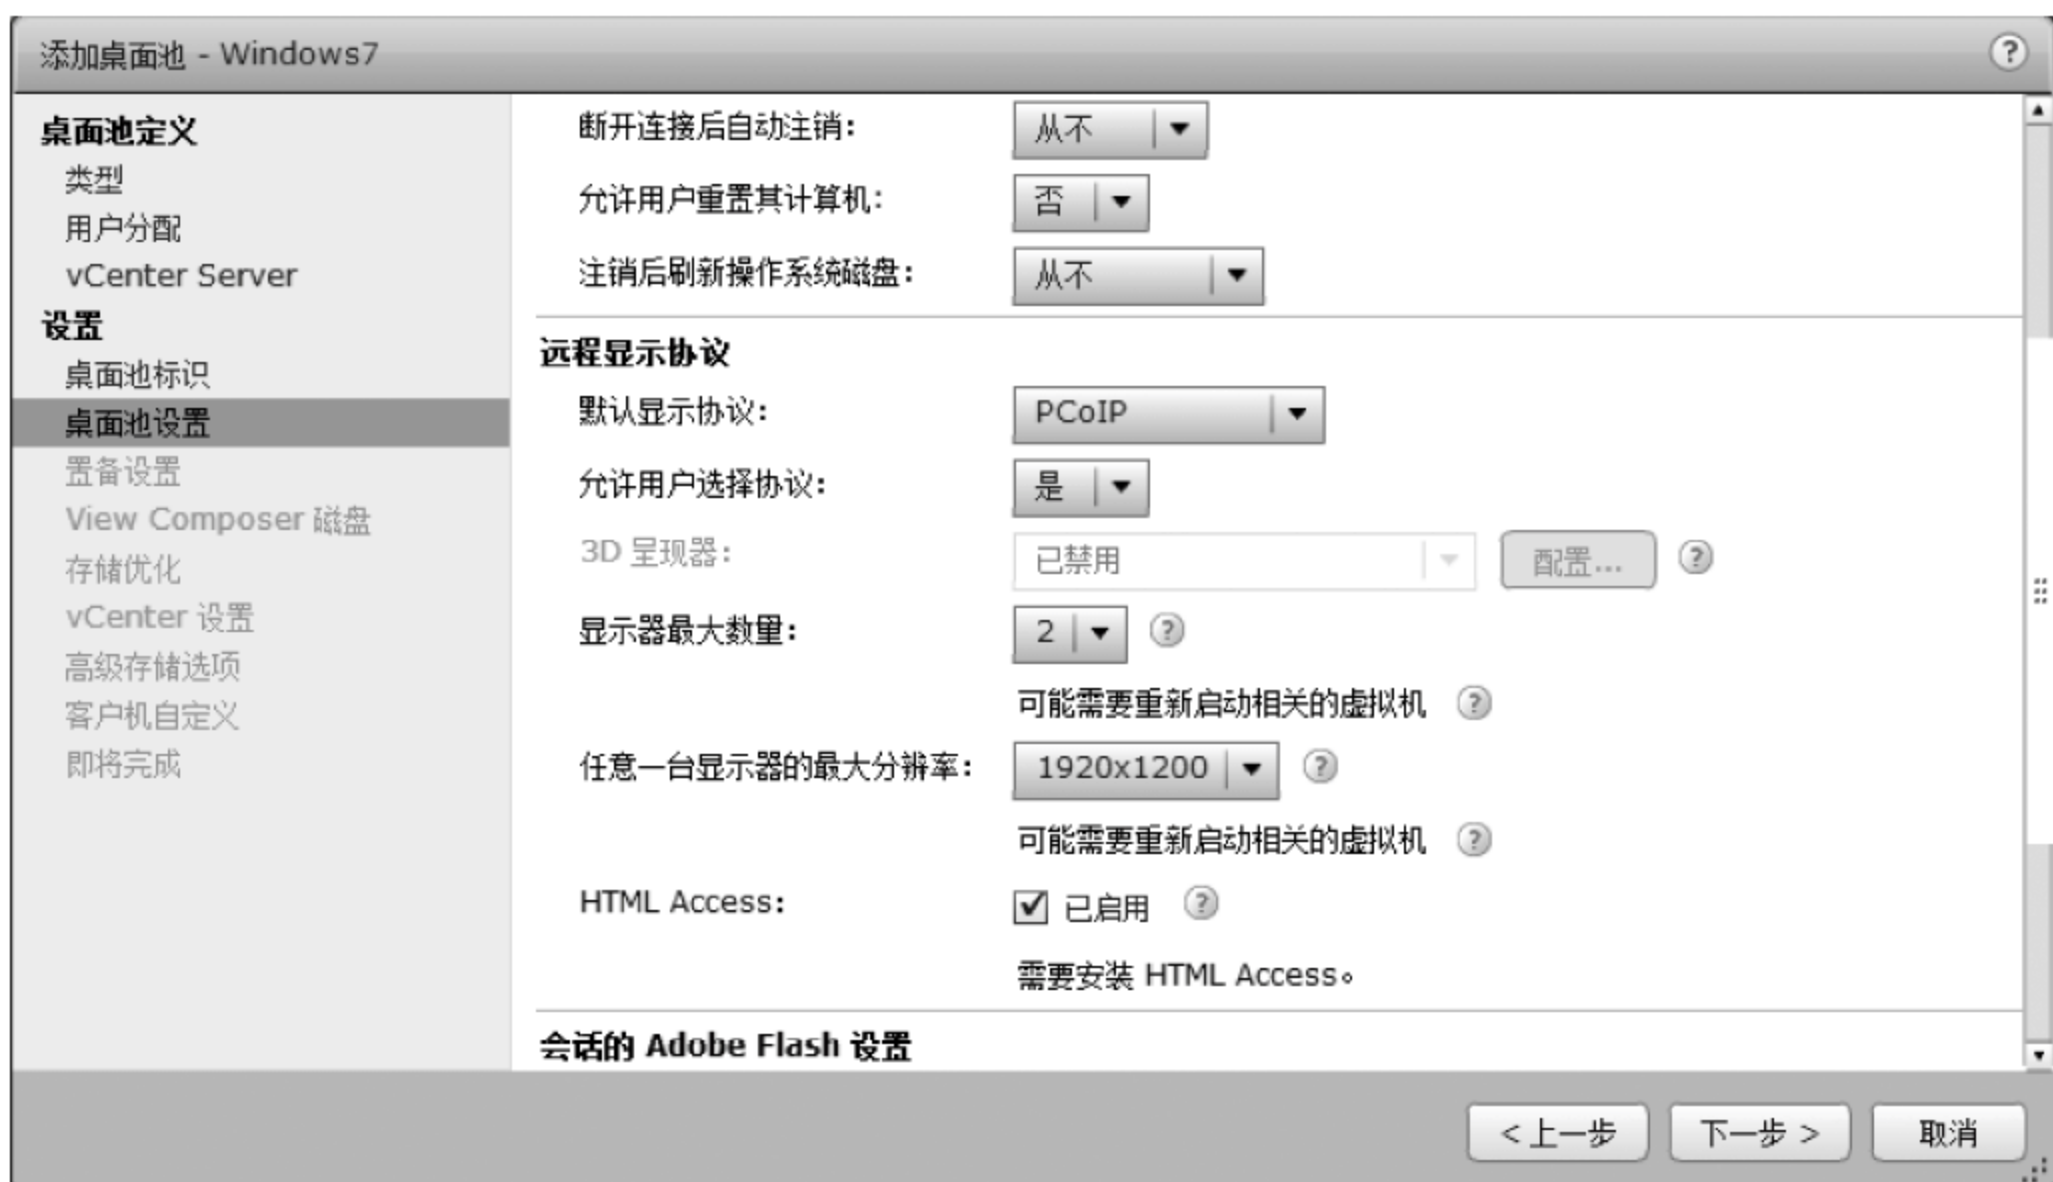 添加桌面池 - Windows7
桌面池定义
类型
用户分配
vCenter Server
设置
桌面池标识
桌面池设置
置备设置
View Composer 磁盘
存储优化
vCenter 设置
高级存储选项
客户机自定义
即将完成
断开连接后自动注销: 从不
允许用户重置其计算机: 否
注销后刷新操作系统磁盘: 从不
远程显示协议
默认显示协议: PCoIP
允许用户选择协议: 是
3D 呈现器: 已禁用 配置...
显示器最大数量: 2
可能需要重新启动相关的虚拟机
任意一台显示器的最大分辨率: 1920x1200
可能需要重新启动相关的虚拟机
HTML Access: 已启用
需要安装 HTML Access。
会话的 Adobe Flash 设置
<上一步 下一步 > 取消